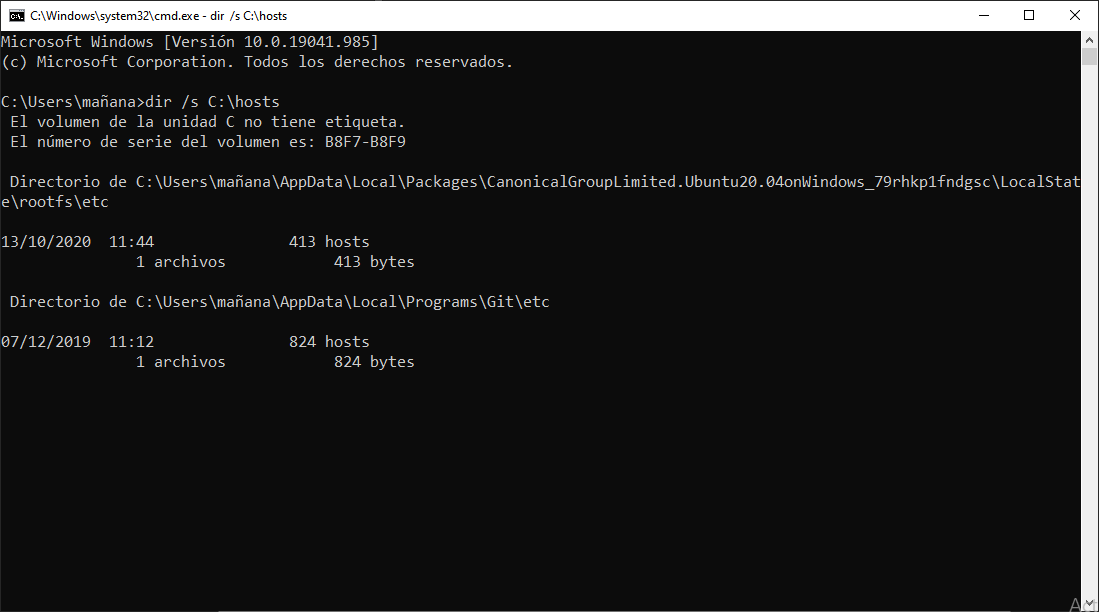 C:\Windows\system32\cmd.exe - dir /s C:\hosts
Microsoft Windows [Versión 10.0.19041.985]
(c) Microsoft Corporation. Todos los derechos reservados.
C:\Users\mañana>dir /s C:\hosts
El volumen de la unidad C no tiene etiqueta.
El número de serie del volumen es: B8F7-B8F9
Directorio de C:\Users\mañana\AppData\Local\Packages\CanonicalGroupLimited.Ubuntu20.04onWindows_79rhkp1fndgsc\LocalStat
e\rootfs\etc
13/10/2020  11:44               413 hosts
1 archivos            413 bytes
Directorio de C:\Users\mañana\AppData\Local\Programs\Git\etc
07/12/2019  11:12               824 hosts
1 archivos            824 bytes